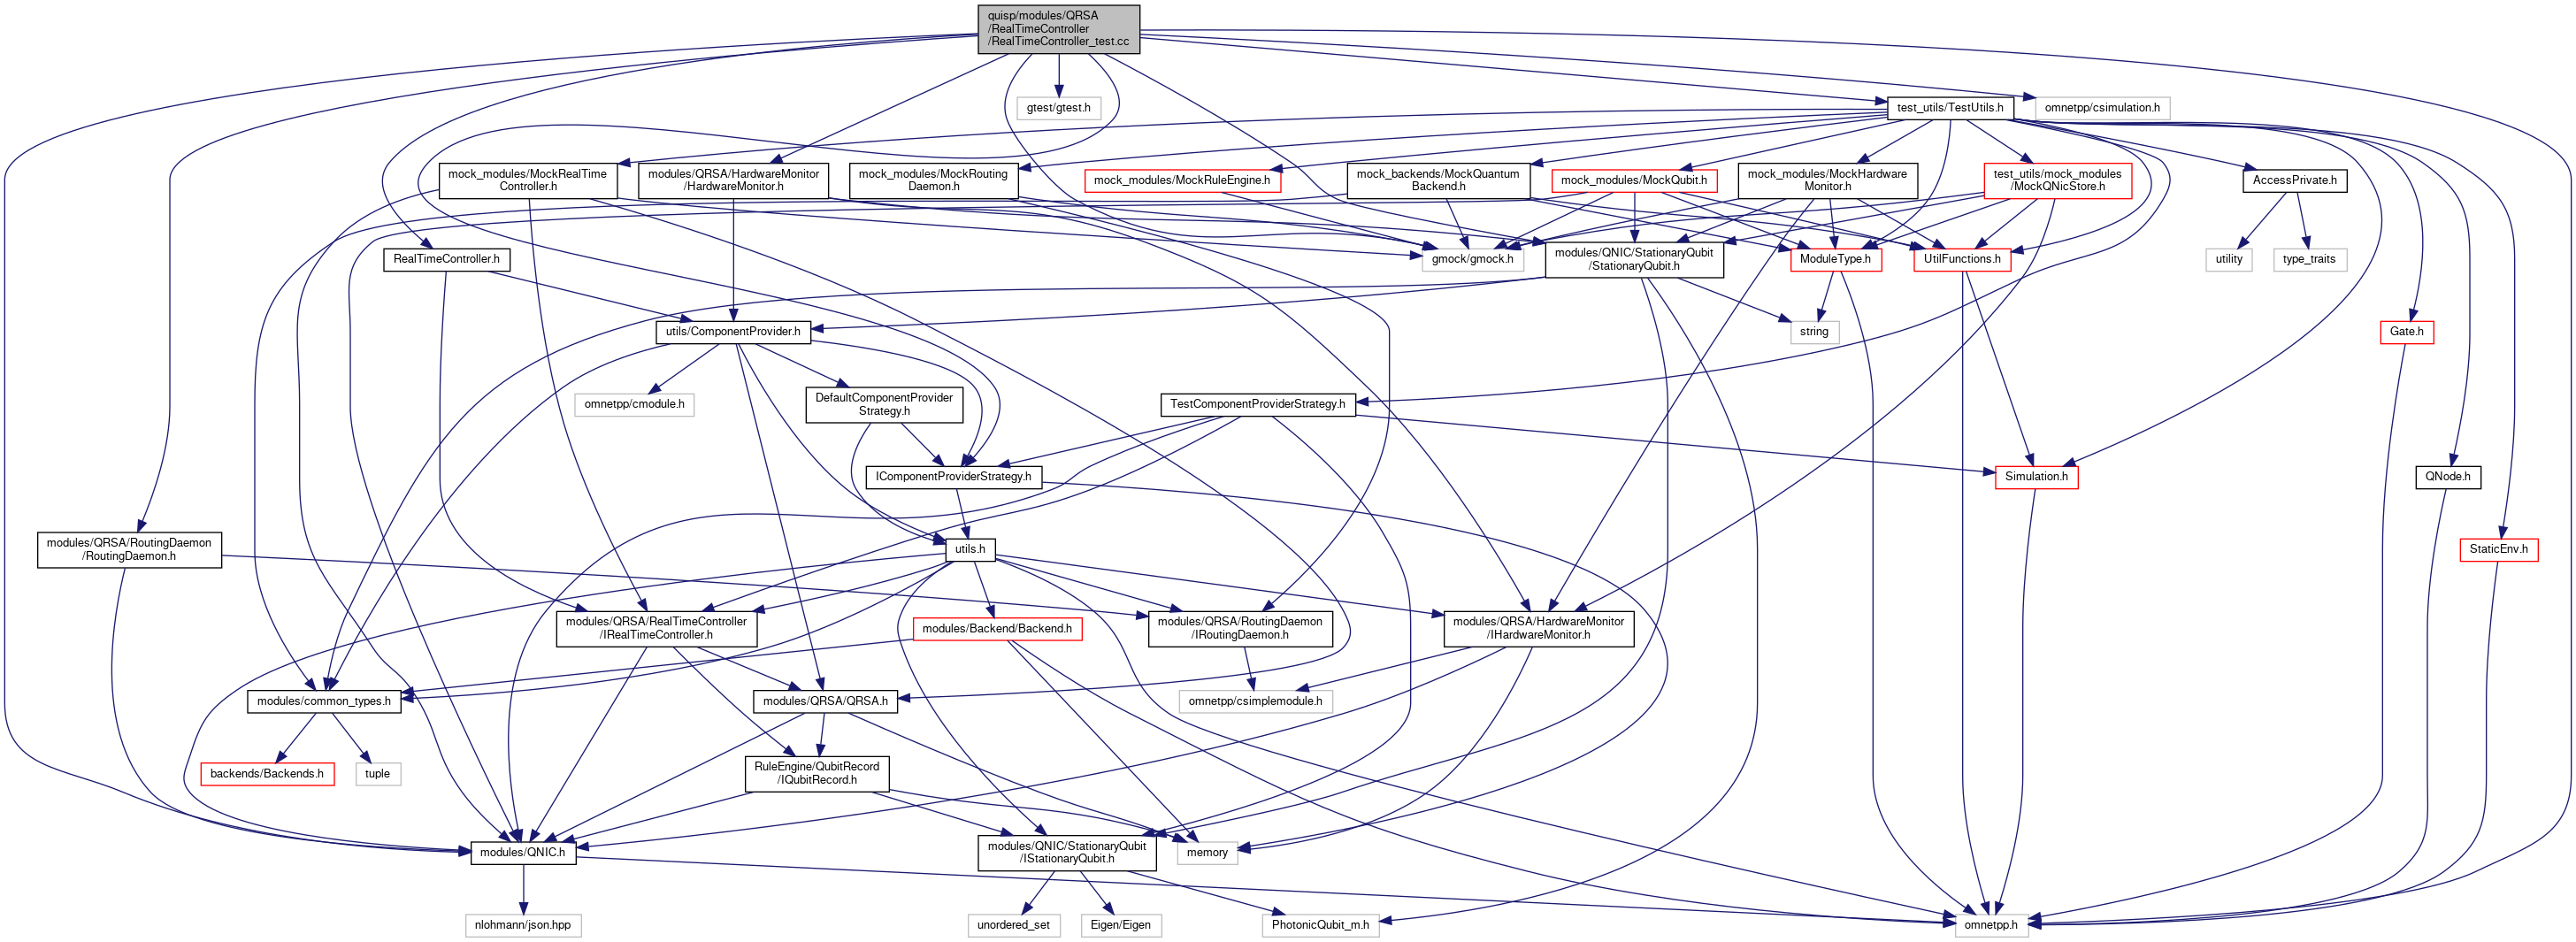 quisp/modules/QRSA
/RealTimeController
/RealTimeController_test.cc
gtest/gtest.h
test_utils/TestUtils.h
omnetpp/csimulation.h
mock_modules/MockRealTime
Controller.h
modules/QRSA/HardwareMonitor
/HardwareMonitor.h
mock_modules/MockRouting
Daemon.h
mock_modules/MockRuleEngine.h
mock_backends/MockQuantum
Backend.h
mock_modules/MockQubit.h
mock_modules/MockHardware
Monitor.h
test_utils/mock_modules
/MockQNicStore.h
AccessPrivate.h
RealTimeController.h
gmock/gmock.h
modules/QNIC/StationaryQubit
/StationaryQubit.h
ModuleType.h
UtilFunctions.h
utility
type_traits
utils/ComponentProvider.h
string
Gate.h
omnetpp/cmodule.h
DefaultComponentProvider
Strategy.h
TestComponentProviderStrategy.h
IComponentProviderStrategy.h
Simulation.h
QNode.h
modules/QRSA/RoutingDaemon
/RoutingDaemon.h
utils.h
StaticEnv.h
modules/QRSA/RealTimeController
/IRealTimeController.h
modules/Backend/Backend.h
modules/QRSA/RoutingDaemon
/IRoutingDaemon.h
modules/QRSA/HardwareMonitor
/IHardwareMonitor.h
modules/common_types.h
modules/QRSA/QRSA.h
omnetpp/csimplemodule.h
backends/Backends.h
tuple
RuleEngine/QubitRecord
/IQubitRecord.h
modules/QNIC.h
modules/QNIC/StationaryQubit
/IStationaryQubit.h
memory
nlohmann/json.hpp
unordered_set
Eigen/Eigen
PhotonicQubit_m.h
omnetpp.h